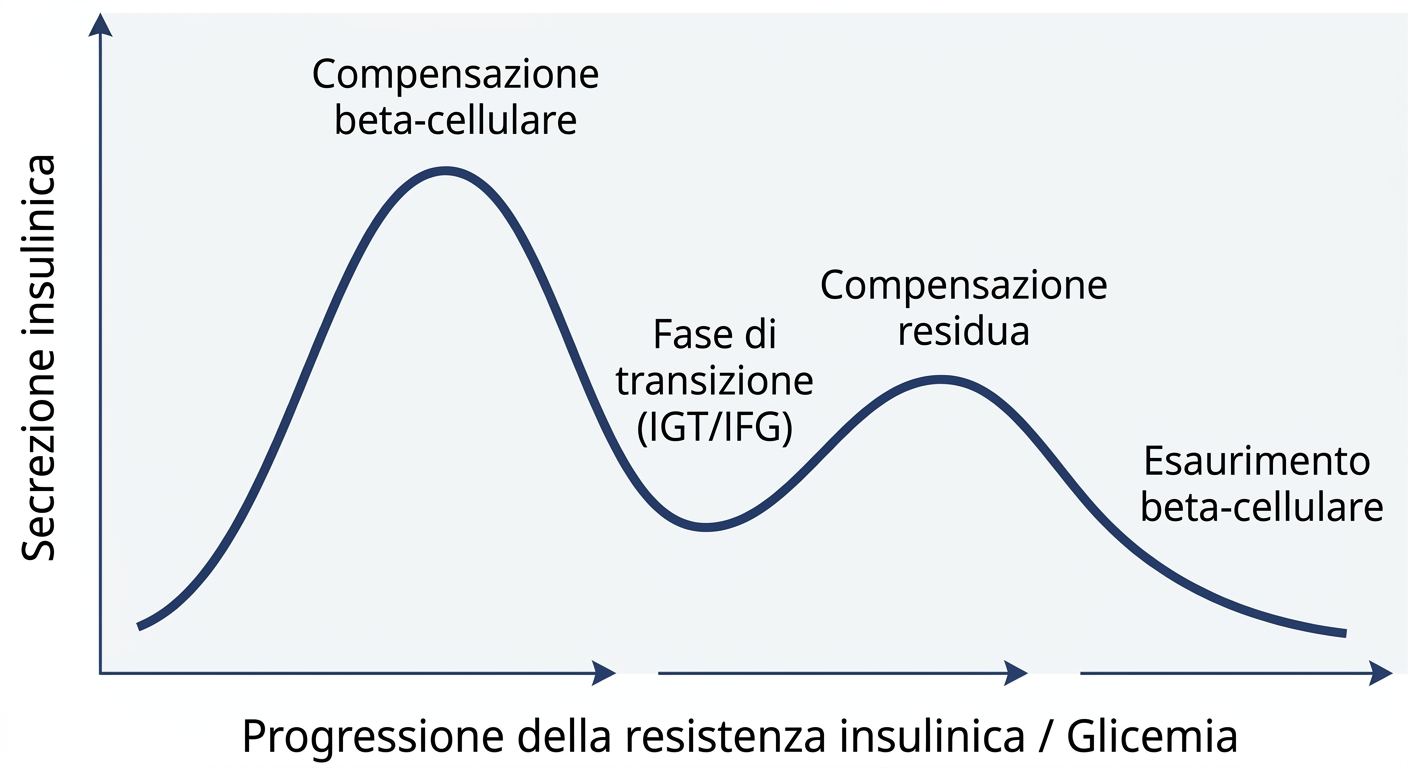 Compensazione
beta-cellulare
Secrezione insulinica
Fase di
transizione
(IGT/IFG)
Compensazione
residua
Esaurimento
beta-cellulare
Progressione della resistenza insulinica / Glicemia